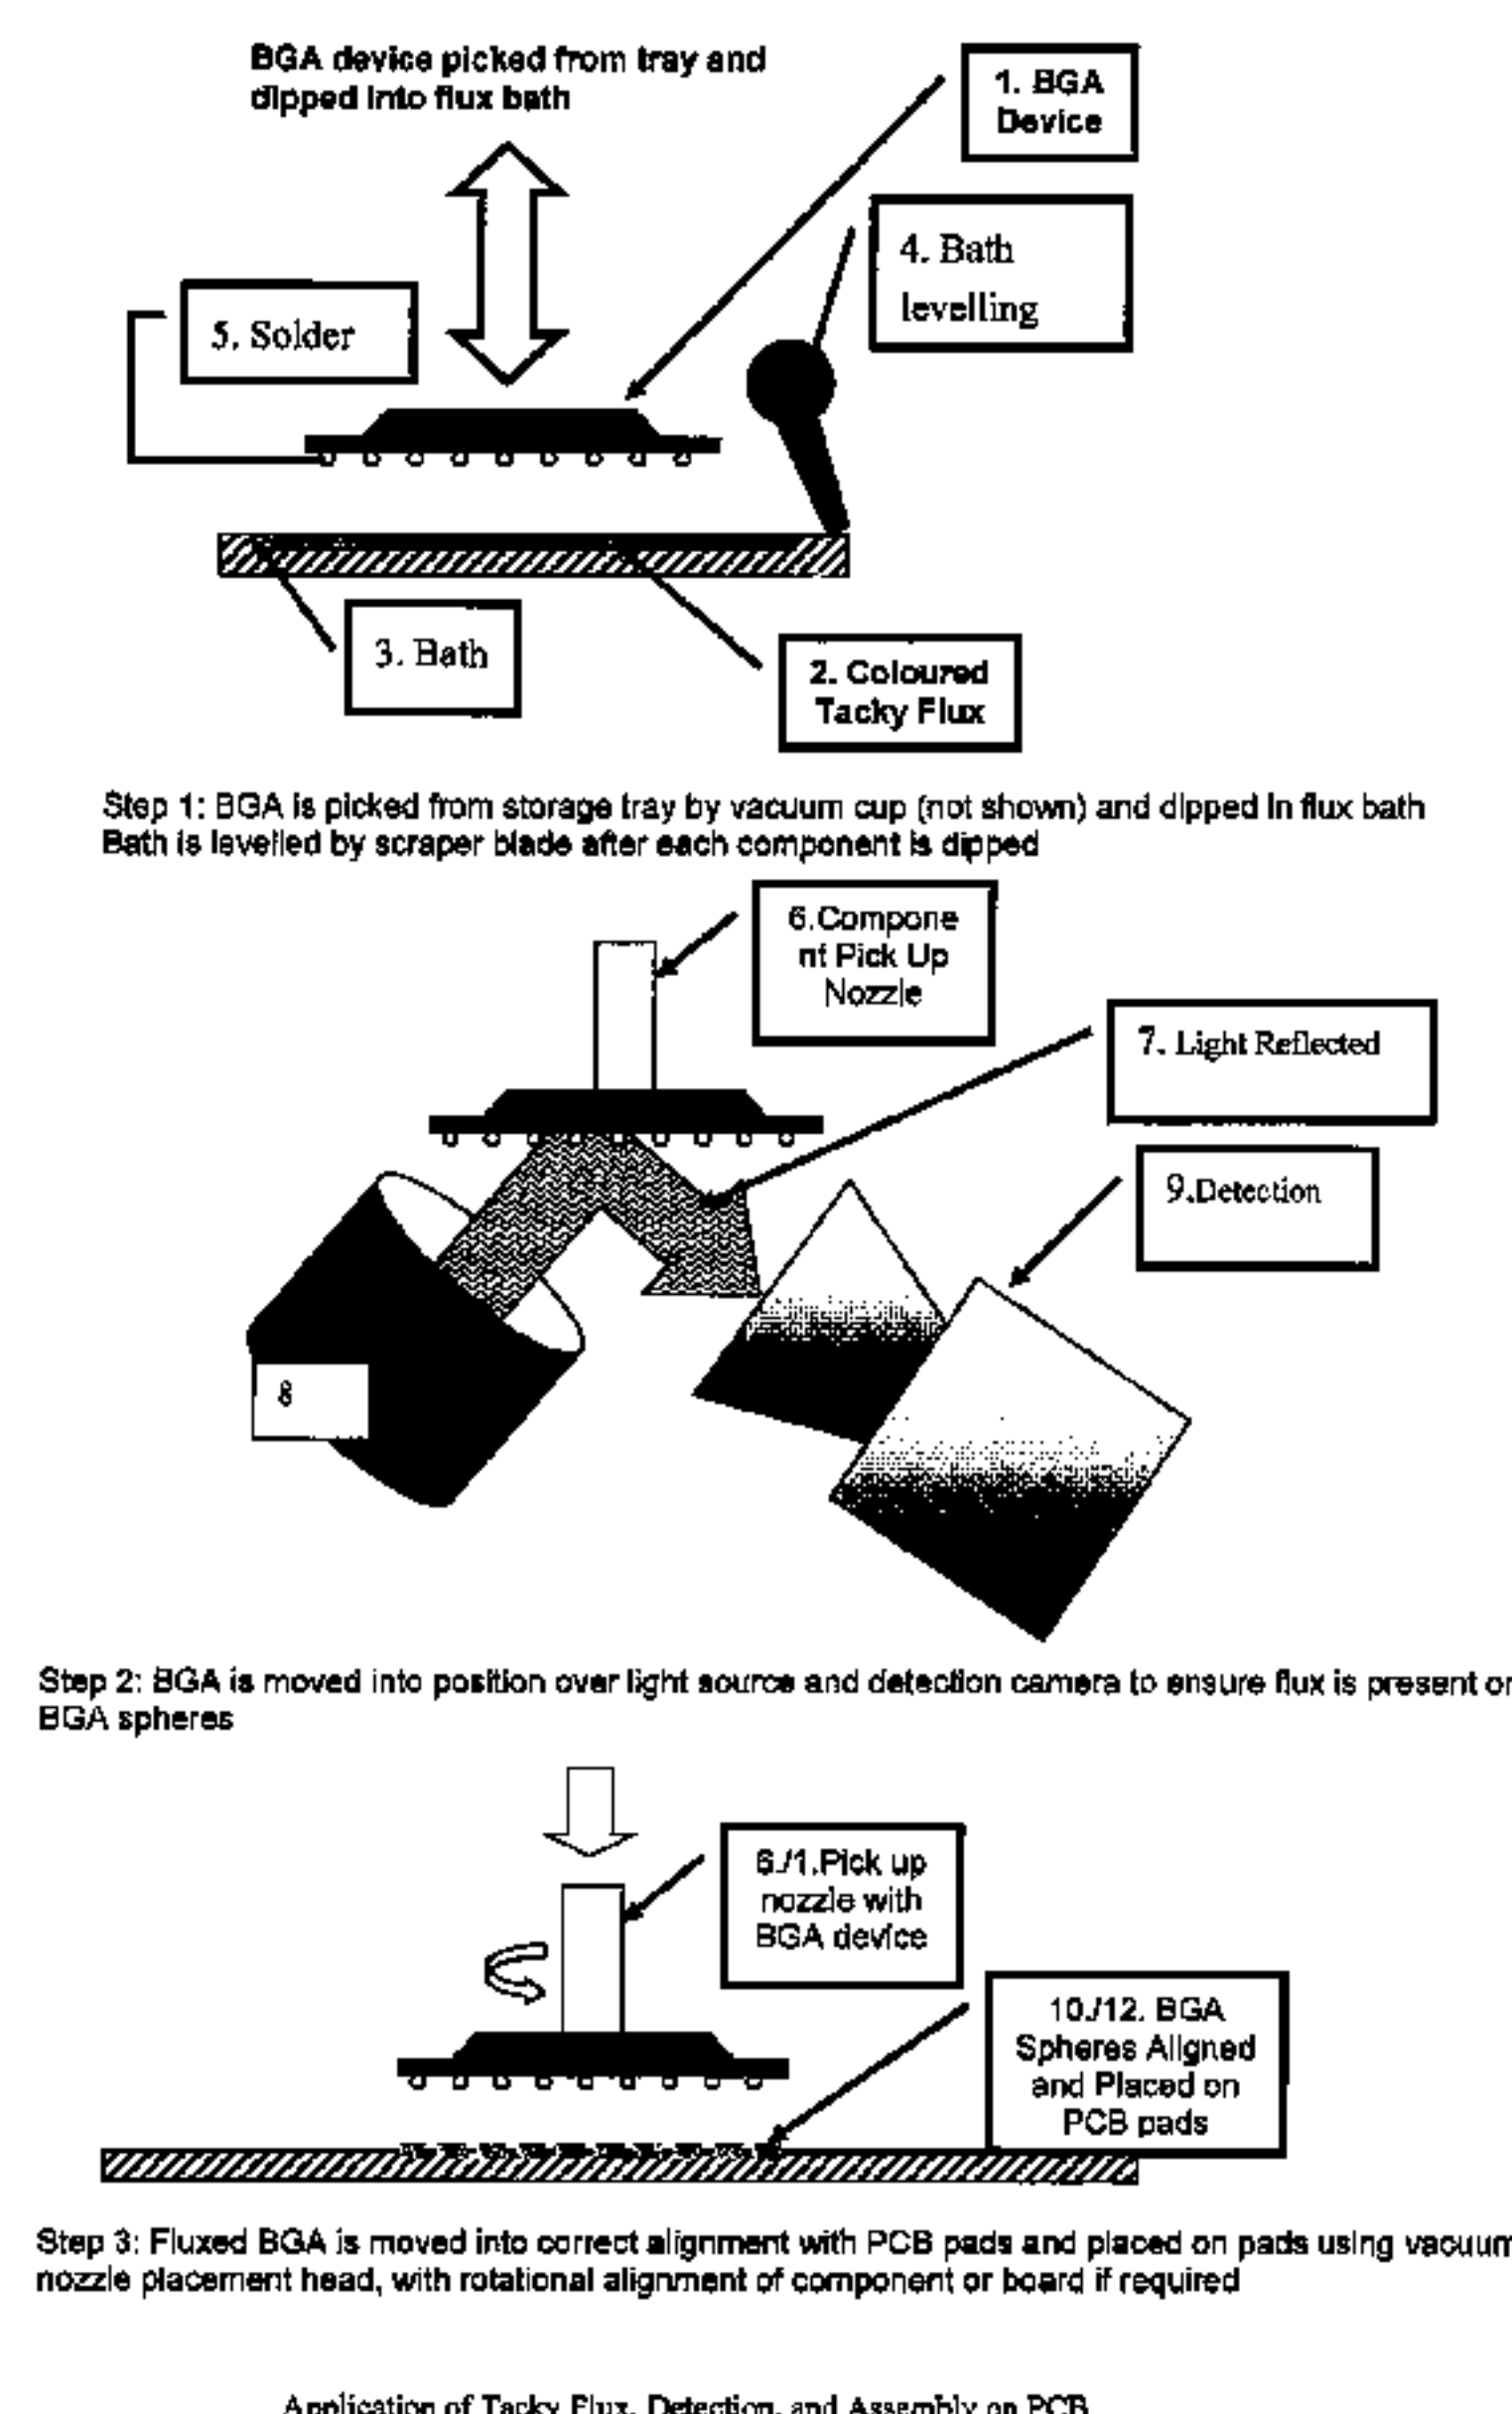 BGA device picked from tray and
dipped into flux bath
1. BGA
Device
4. Bath
levelling
5. Solder
3. Bath
2. Coloured
Tacky Flux
Step 1: BGA is picked from storage tray by vacuum cup (not shown) and dipped in flux bath
Bath is levelled by scraper blade after each component is dipped
6.Compone
nt Pick Up
Nozzle
7. Light Reflected
9.Detection
8
Step 2: BGA is moved into position over light source and detection camera to ensure flux is present on
BGA spheres
6./1.Pick up
nozzle with
BGA device
10./12. BGA
Spheres Aligned
and Placed on
PCB pads
Step 3: Fluxed BGA is moved into correct alignment with PCB pads and placed on pads using vacuum
nozzle placement head, with rotational alignment of component or board if required
Application of Tacky Flux, Detection, and Assembly on PCB